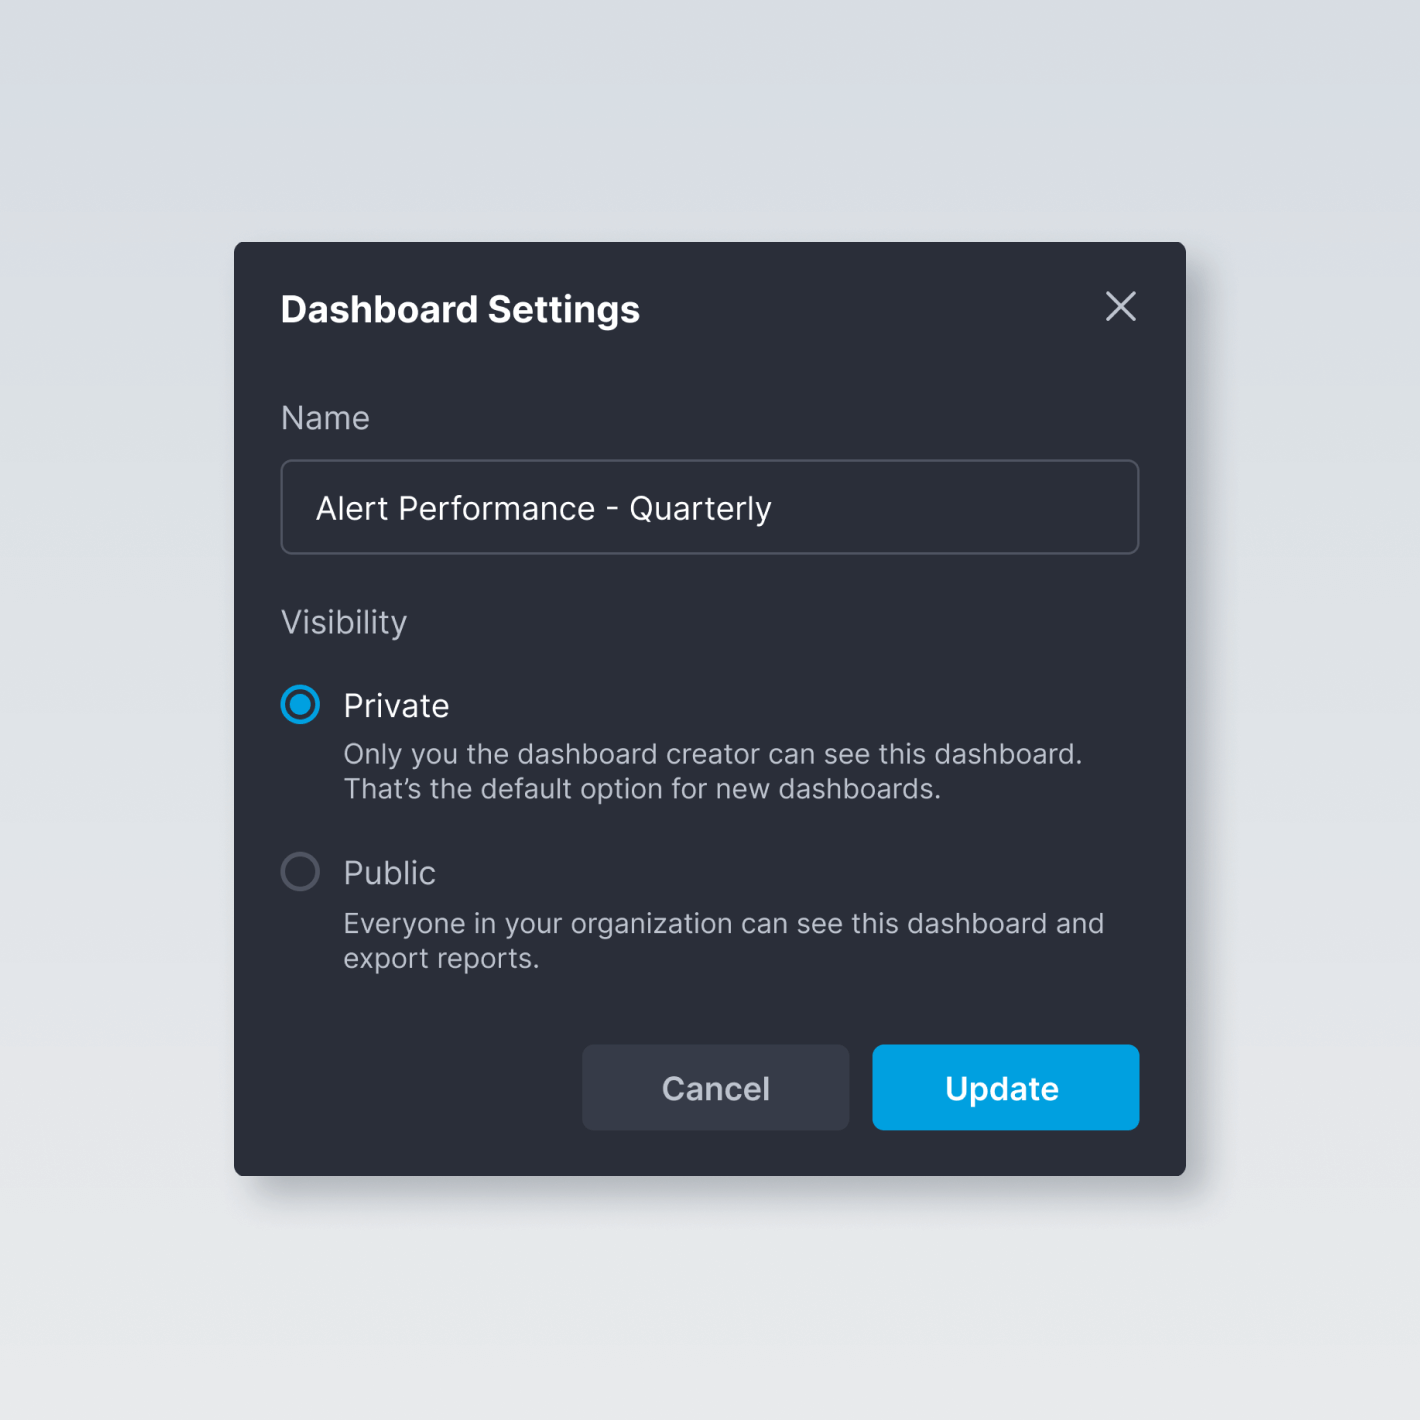 Dashboard Settings
Name
Alert Performance - Quarterly
Visibility
Private
Only you the dashboard creator can see this dashboard.
That’s the default option for new dashboards.
Public
Everyone in your organization can see this dashboard and
export reports.
Cancel
Update